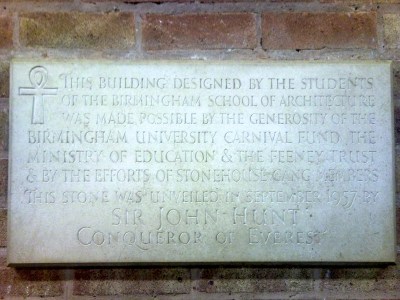 THIS BUILDING DESIGNED BY THE STUDENTS
OF THE BIRMINGHAM SCHOOL OF ARCHITECTURE
WAS MADE POSSIBLE BY THE GENEROSITY OF THE
BIRMINGHAM UNIVERSITY CARNIVAL FUND, THE
MINISTRY OF EDUCATION & THE FEENEY TRUST
& BY THE EFFORTS OF STONEHOUSE GANG MEMBERS
THIS STONE WAS UNVEILED IN SEPTEMBER 1957 BY
SIR JOHN HUNT
CONQUEROR OF EVEREST